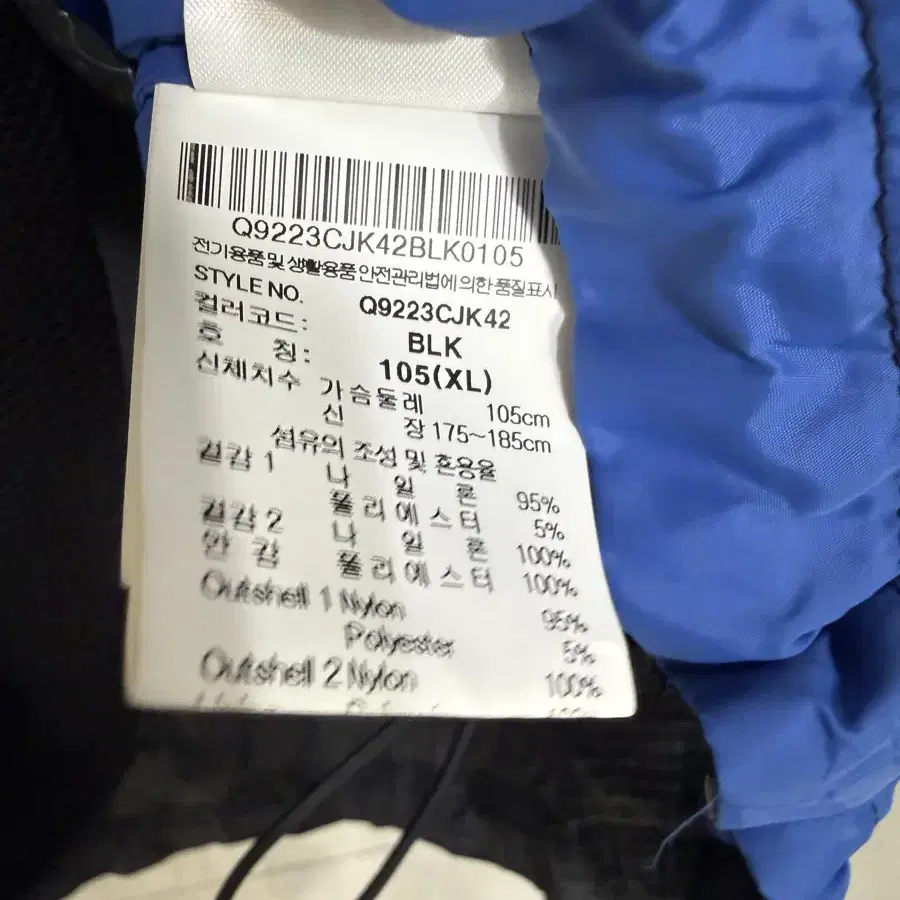 Q9223CJK42BLK0105
전기용품 및 생활용품 안전관리법에 의한 품질표시
STYLE NO. Q9223CJK42
컬러코드: BLK
호 칭: 105(XL)
신체치수 가슴둘레 105cm
신 장 175~185cm
섬유의 조성 및 혼용율
겉감 1 나 일 론 95%
폴리에스터 5%
겉감 2 나 일 론 100%
안 감 폴리에스터 100%
Outshell 1 Nylon 95%
Polyester 5%
Outshell 2 Nylon 100%